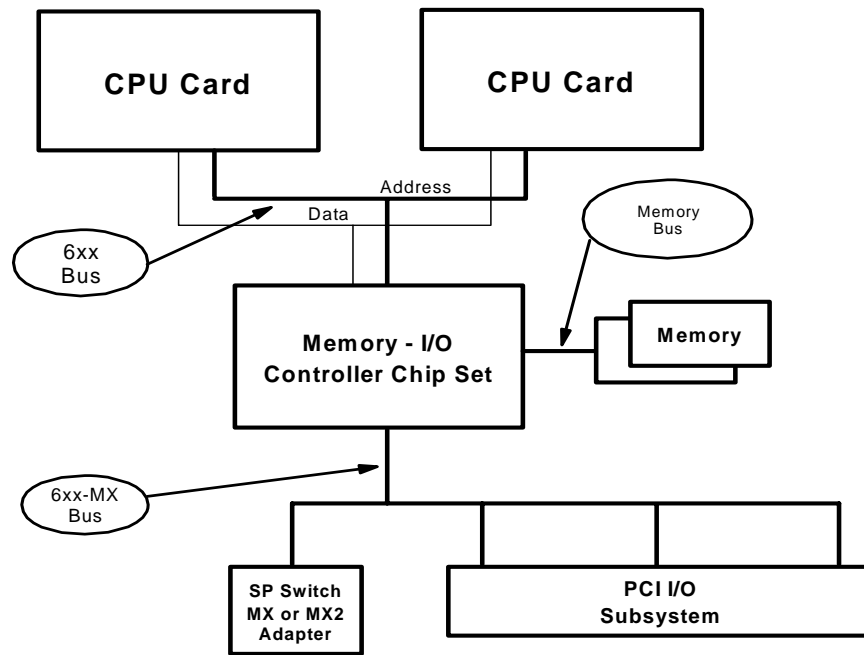 CPU Card
CPU Card
Address
Data
Memory
Bus
6xx
Bus
Memory - I/O
Controller Chip Set
Memory
6xx-MX
Bus
SP Switch
MX or MX2
Adapter
PCI I/O
Subsystem